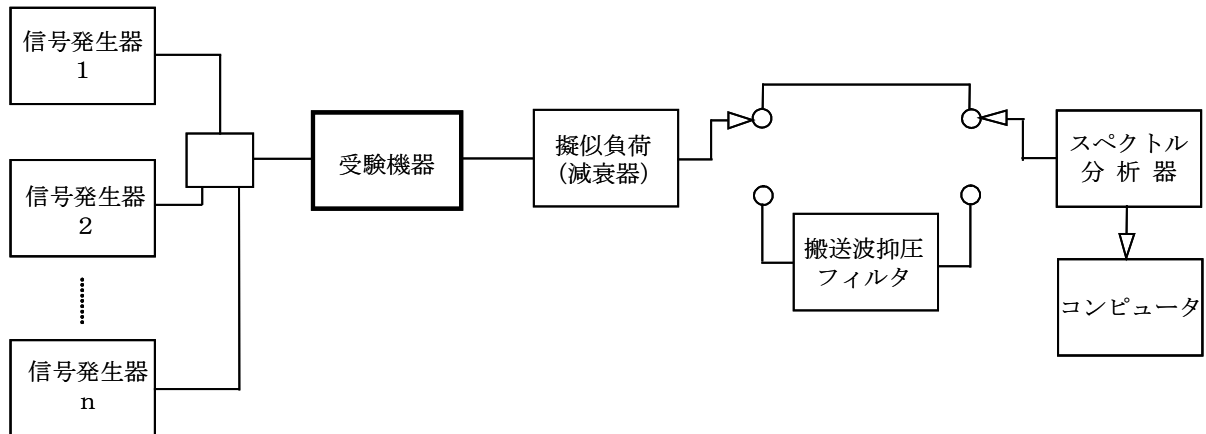 信号発生器
1
信号発生器
2
信号発生器
n
受験機器
擬似負荷
(減衰器)
搬送波抑圧
フィルタ
スペクトル
分 析 器
コンピュータ